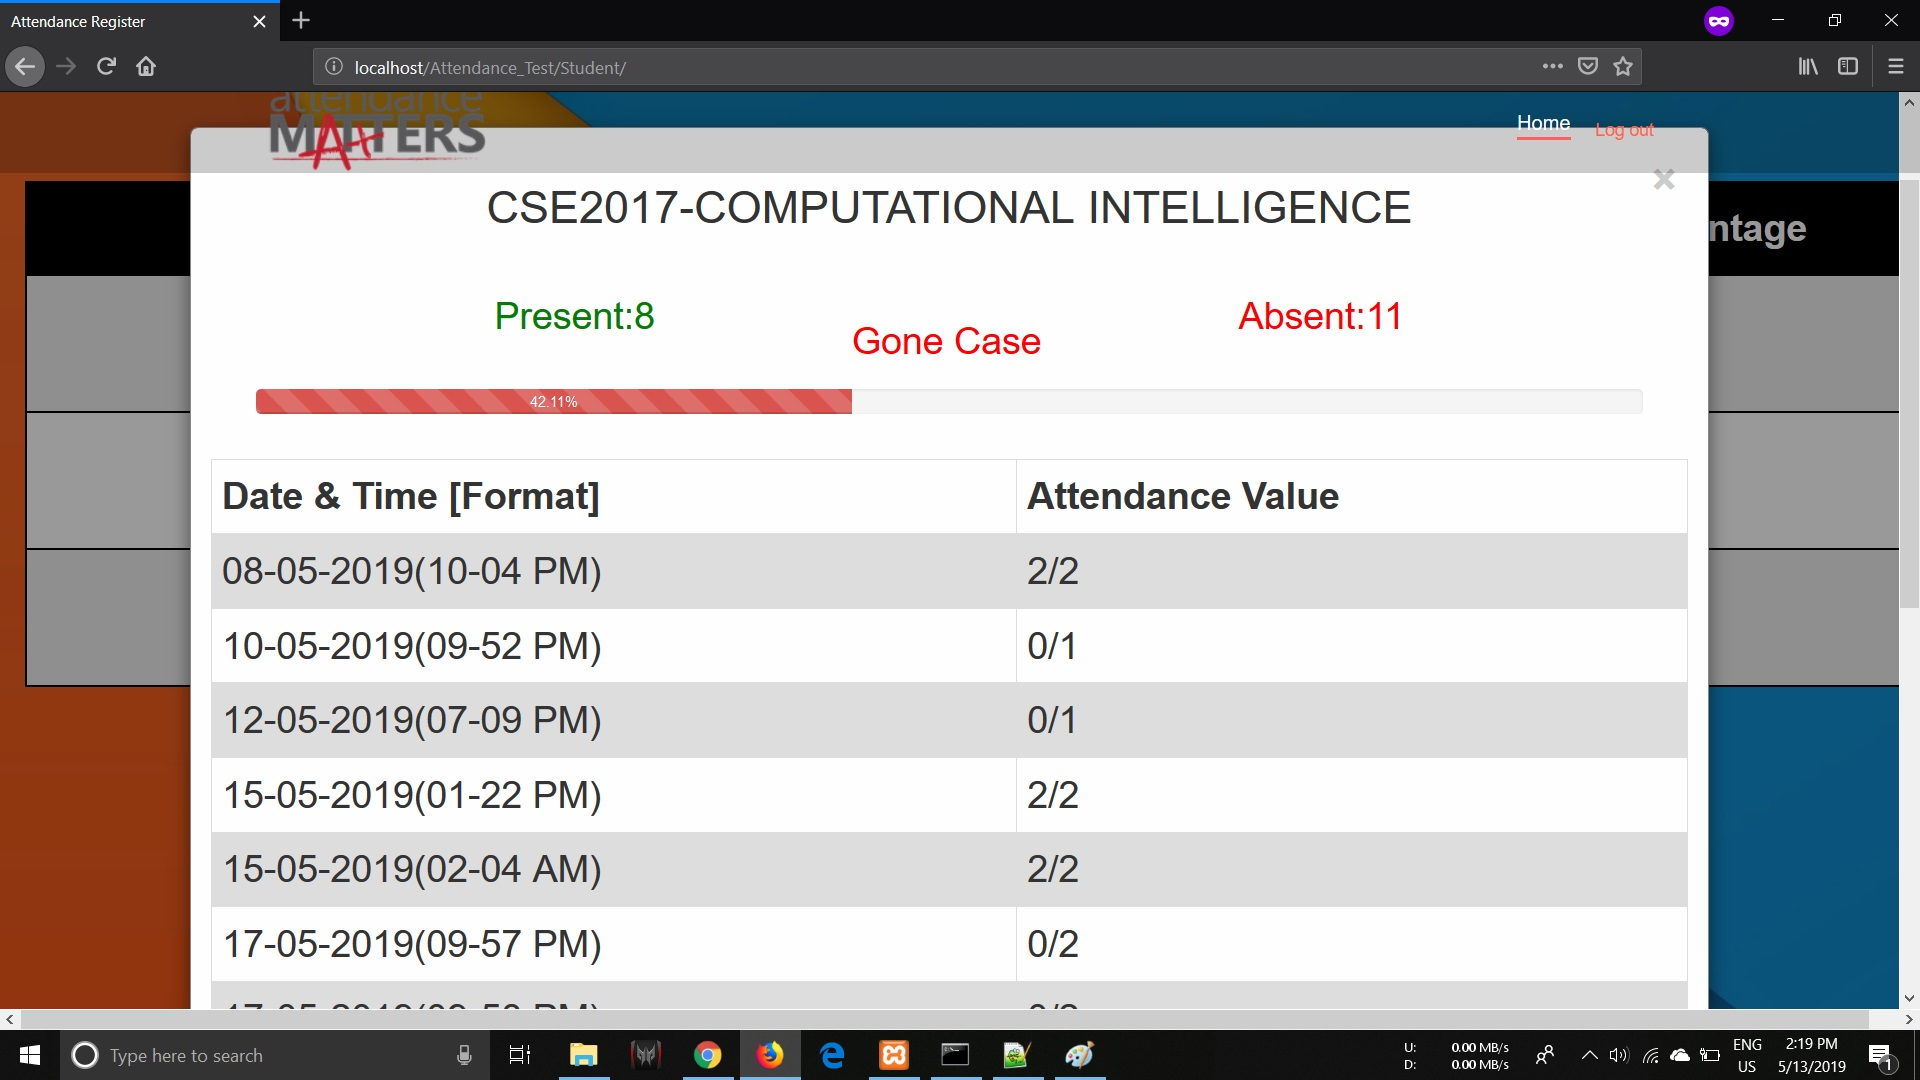 Attendance Register
localhost/Attendance_Test/Student/
attendance
MATTERS
Home
Log out
×
CSE2017-COMPUTATIONAL INTELLIGENCE
ntage
Present:8
Absent:11
Gone Case
42.11%
Date & Time [Format] Attendance Value
08-05-2019(10-04 PM) 2/2
10-05-2019(09-52 PM) 0/1
12-05-2019(07-09 PM) 0/1
15-05-2019(01-22 PM) 2/2
15-05-2019(02-04 AM) 2/2
17-05-2019(09-57 PM) 0/2
Type here to search
U: 0.00 MB/s
D: 0.00 MB/s
ENG
US
2:19 PM
5/13/2019
1